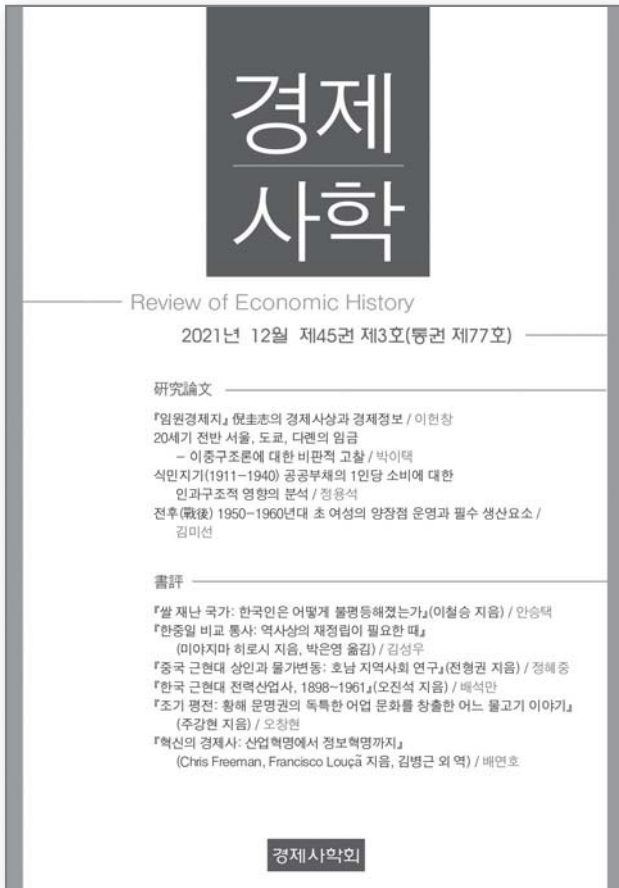 경제
사학
Review of Economic History
2021년 12월 제45권 제3호(통권 제77호)
研究論文
『임원경제지』 倪圭志의 경제사상과 경제정보 / 이헌창
20세기 전반 서울, 도쿄, 다롄의 임금
– 이중구조론에 대한 비판적 고찰 / 박이택
식민지기(1911-1940) 공공부채의 1인당 소비에 대한
인과구조적 영향의 분석 / 정용석
전후(戰後) 1950-1960년대 초 여성의 양장점 운영과 필수 생산요소 /
김미선
書評
『쌀 재난 국가: 한국인은 어떻게 불평등해졌는가』(이철승 지음) / 안승택
『한중일 비교 통사: 역사상의 재정립이 필요한 때』
(미야지마 히로시 지음, 박은영 옮김) / 김성우
『중국 근현대 상인과 물가변동: 호남 지역사회 연구』(전형권 지음) / 정혜중
『한국 근현대 전력산업사, 1898~1961』(오진석 지음) / 배석만
『조기 평전: 황해 문명권의 독특한 어업 문화를 창출한 어느 물고기 이야기』
(주강현 지음) / 오창현
『혁신의 경제사: 산업혁명에서 정보혁명까지』
(Chris Freeman, Francisco Louçã 지음, 김병근 외 역) / 배연호
경제사학회